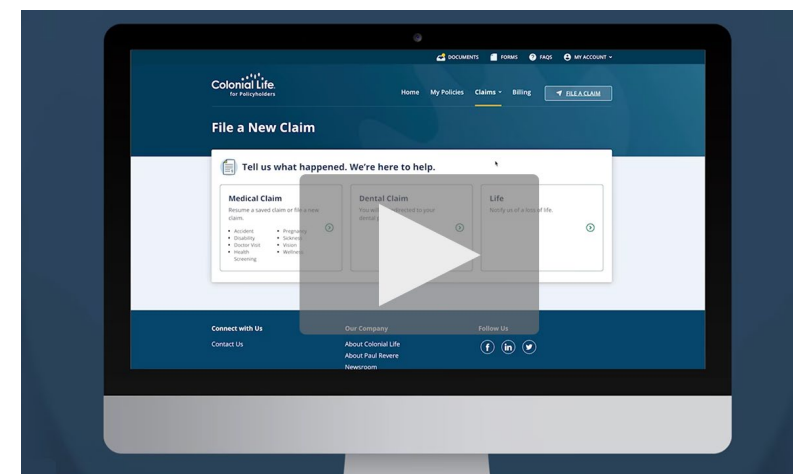 DOCUMENTS FORMS FAQS MY ACCOUNT
Colonial Life.
for Policyholders
Home My Policies Claims Billing FILE A CLAIM
File a New Claim
Tell us what happened. We're here to help.
Medical Claim
Resume a saved claim or file a new
claim.
• Accident
• Disability
• Doctor Visit
• Health
Screening
• Pregnancy
• Sickness
• Vision
• Wellness
Dental Claim
You will redirected to your
dental
Life
Notify us of a loss of life.
Connect with Us
Contact Us
Our Company
About Colonial Life
About Paul Revere
Newsroom
Follow Us
f in